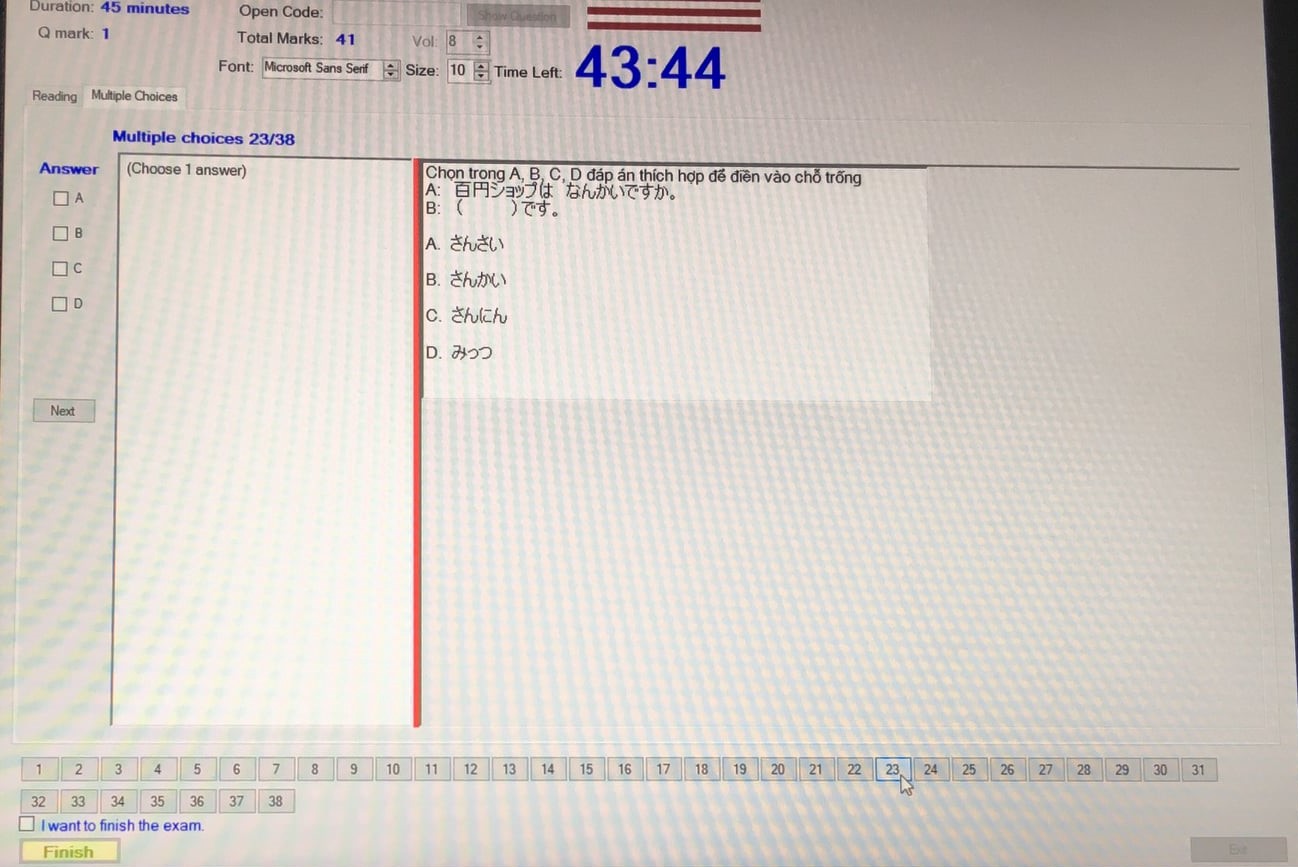 Duration: 45 minutes
Open Code:
Show Question
Q mark: 1
Total Marks: 41
Vol: 8
Font: Microsoft Sans Serif
Size: 10
Time Left: 43:44
Reading
Multiple Choices
Multiple choices 23/38
Answer
A
B
C
D
Next
(Choose 1 answer)
Chọn trong A, B, C, D đáp án thích hợp để điền vào chỗ trống
A: 百円ショップは なんかいですか。
B: ( )です。
A. さんさい
B. さんかい
C. さんにん
D. みっつ
1 2 3 4 5 6 7 8 9 10 11 12 13 14 15 16 17 18 19 20 21 22 23 24 25 26 27 28 29 30 31
32 33 34 35 36 37 38
I want to finish the exam.
Finish
Exit